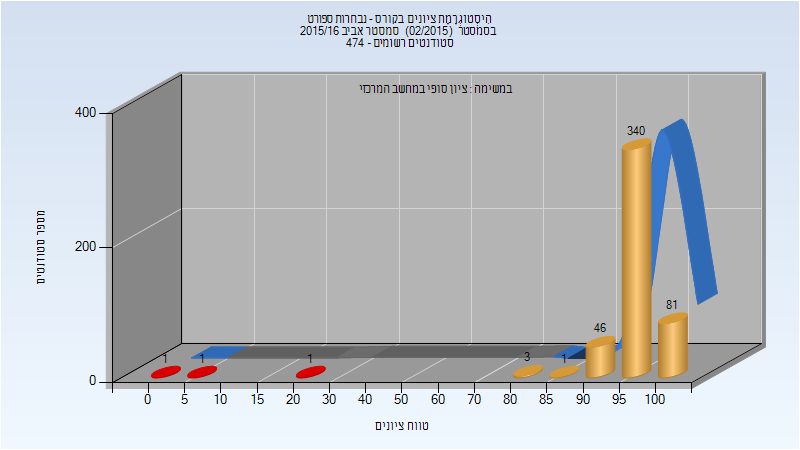 היסטוגרמת ציונים בקורס - נבחרות ספורט
בסמסטר (02/2015) סמסטר אביב 2015/16
סטודנטים רשומים - 474
במשימה : ציון סופי במחשב המרכזי
מספר סטודנטים
400
200
0
1
1
1
3
1
46
340
81
0 5 10 15 20 30 40 50 60 70 80 85 90 95 100
טווח ציונים